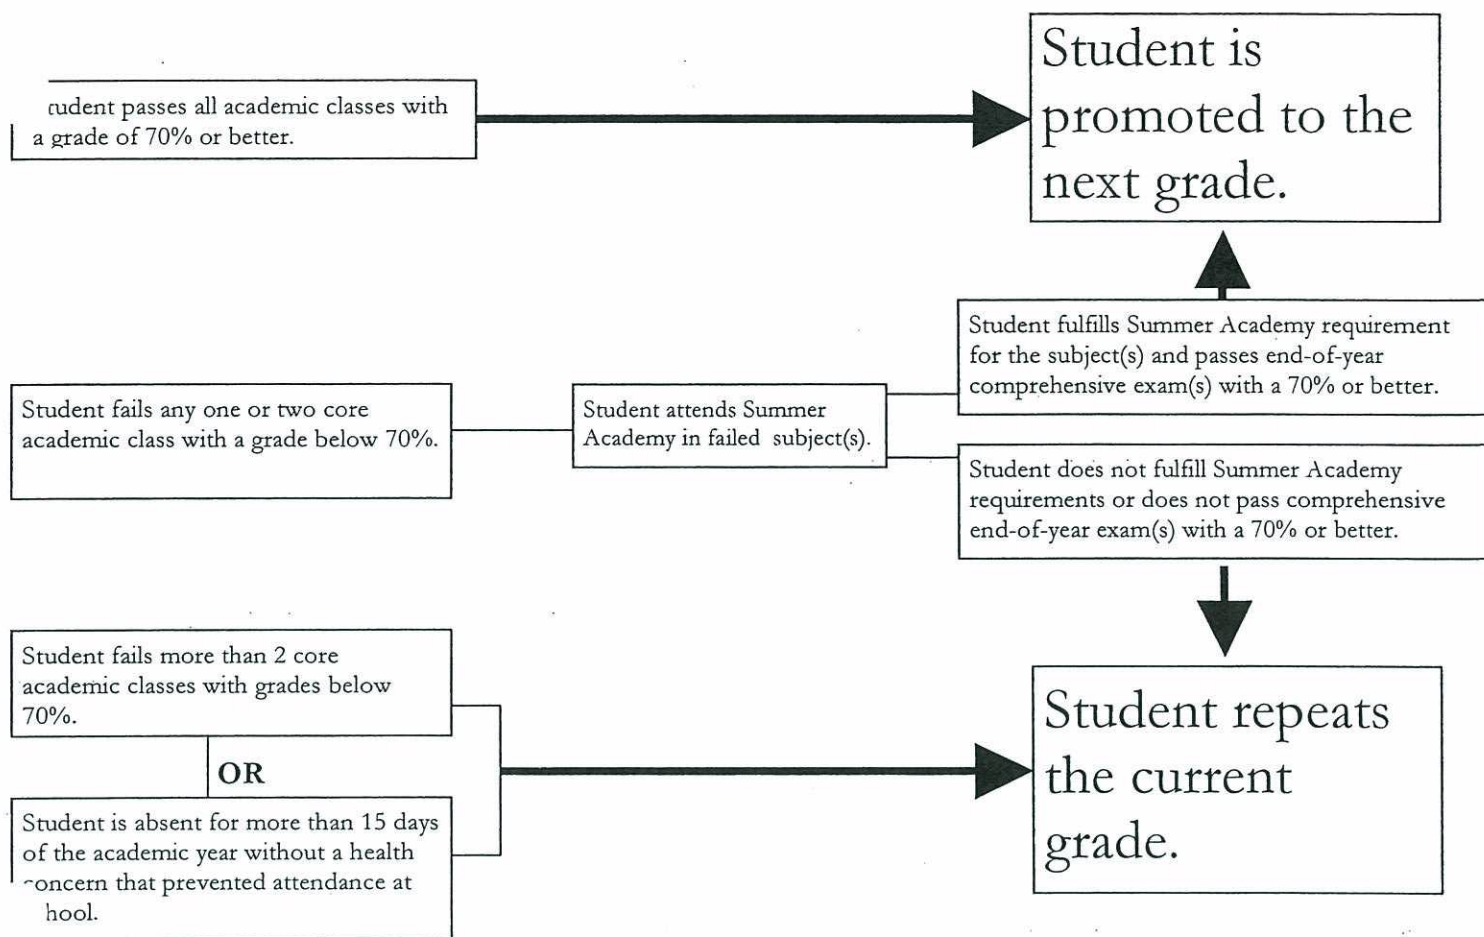 tudent passes all academic classes with
a grade of 70% or better.
Student is
promoted to the
next grade.
Student fulfills Summer Academy requirement
for the subject(s) and passes end-of-year
comprehensive exam(s) with a 70% or better.
Student fails any one or two core
academic class with a grade below 70%.
Student attends Summer
Academy in failed subject(s).
Student does not fulfill Summer Academy
requirements or does not pass comprehensive
end-of-year exam(s) with a 70% or better.
Student fails more than 2 core
academic classes with grades below
70%.
OR
Student is absent for more than 15 days
of the academic year without a health
oncern that prevented attendance at
hool.
Student repeats
the current
grade.